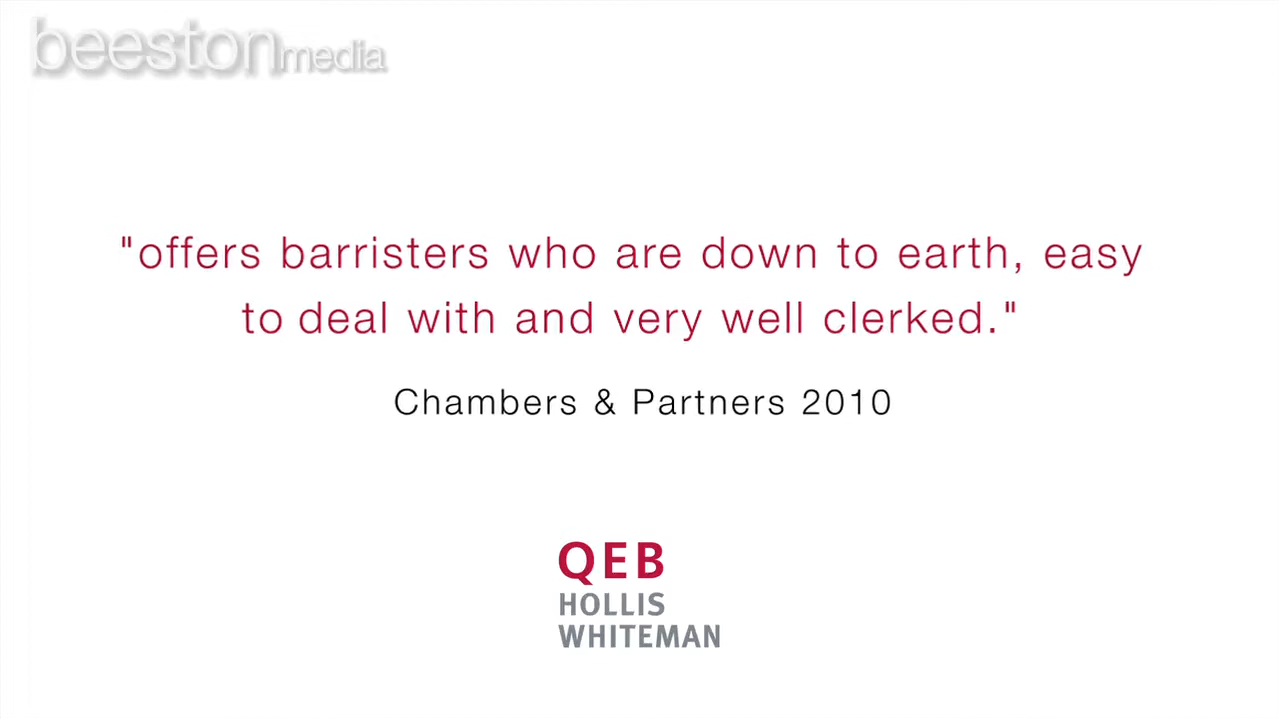 beestonmedia
"offers barristers who are down to earth, easy
to deal with and very well clerked."
Chambers & Partners 2010
QEB
HOLLIS
WHITEMAN